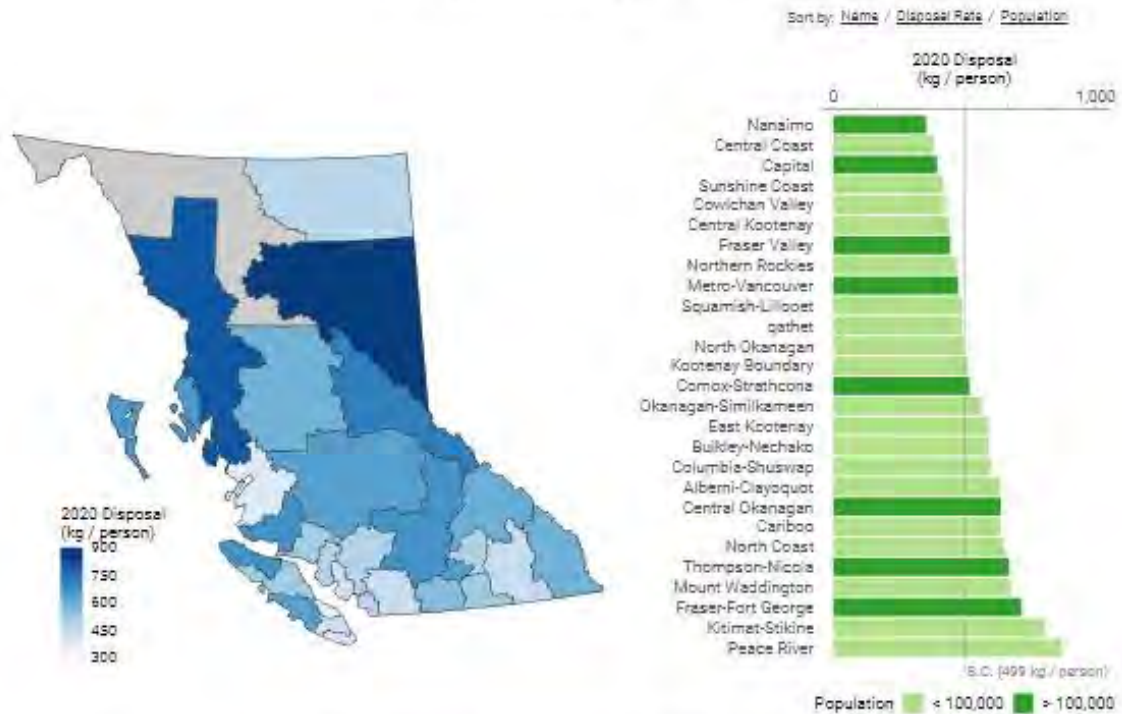 Sort by: Name / Disposal Rate / Population
2020 Disposal
(kg / person)
0 1,000
Nanaimo
Central Coast
Capital
Sunshine Coast
Cowichan Valley
Central Kootenay
Fraser Valley
Northern Rockies
Metro-Vancouver
Squamish-Lillooet
qathet
North Okanagan
Kootenay Boundary
Comox-Strathcona
Okanagan-Similkameen
East Kootenay
Bulkley-Nechako
Columbia-Shuswap
Alberni-Clayoquot
Central Okanagan
Cariboo
North Coast
Thompson-Nicola
Mount Waddington
Fraser-Fort George
Kitimat-Stikine
Peace River
B.C. (499 kg / person)
Population < 100,000 > 100,000
2020 Disposal
(kg / person)
900
750
600
450
300